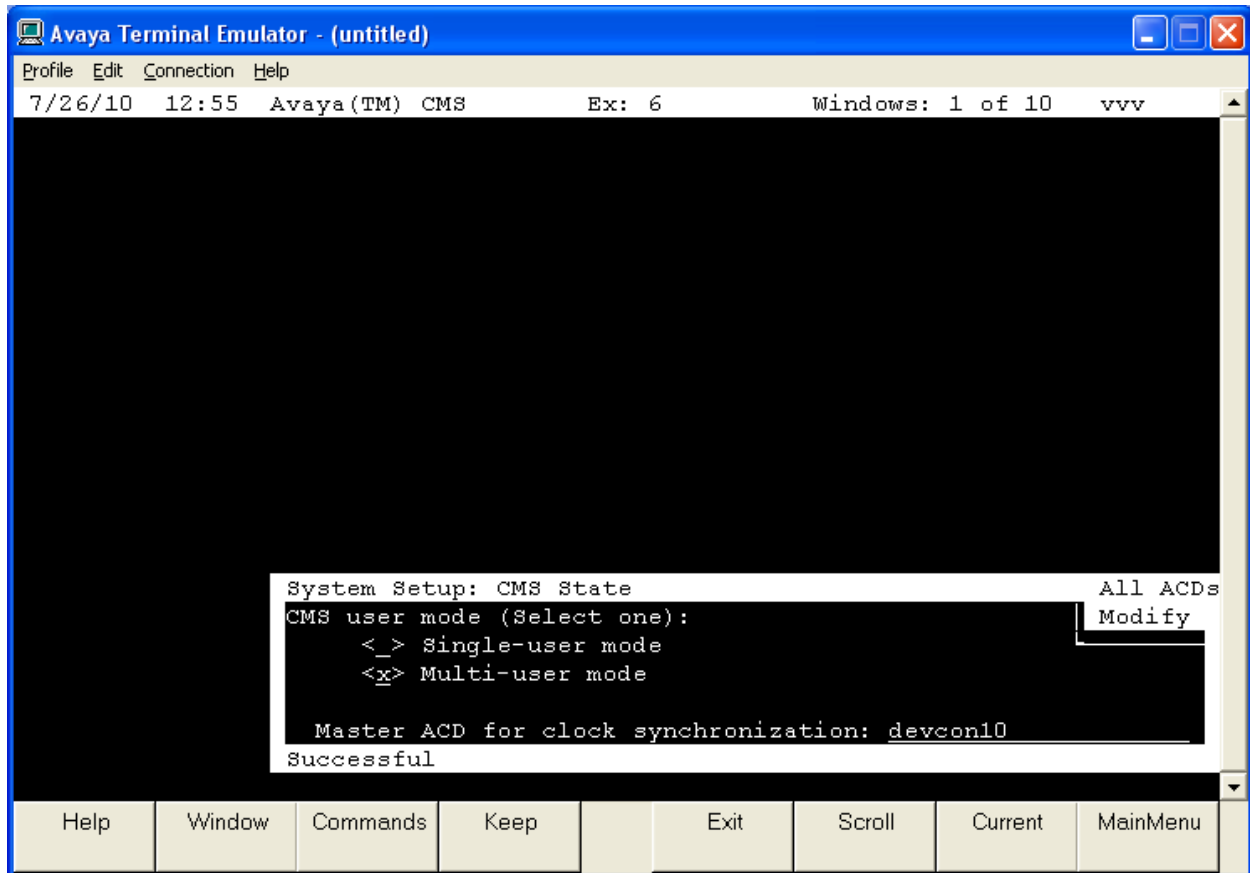 Avaya Terminal Emulator - (untitled)
Profile Edit Connection Help
7/26/10 12:55 Avaya(TM) CMS Ex: 6 Windows: 1 of 10 vvv
System Setup: CMS State All ACDs
CMS user mode (Select one): Modify
<_> Single-user mode
<x> Multi-user mode
Master ACD for clock synchronization: devcon10
Successful
Help Window Commands Keep Exit Scroll Current MainMenu